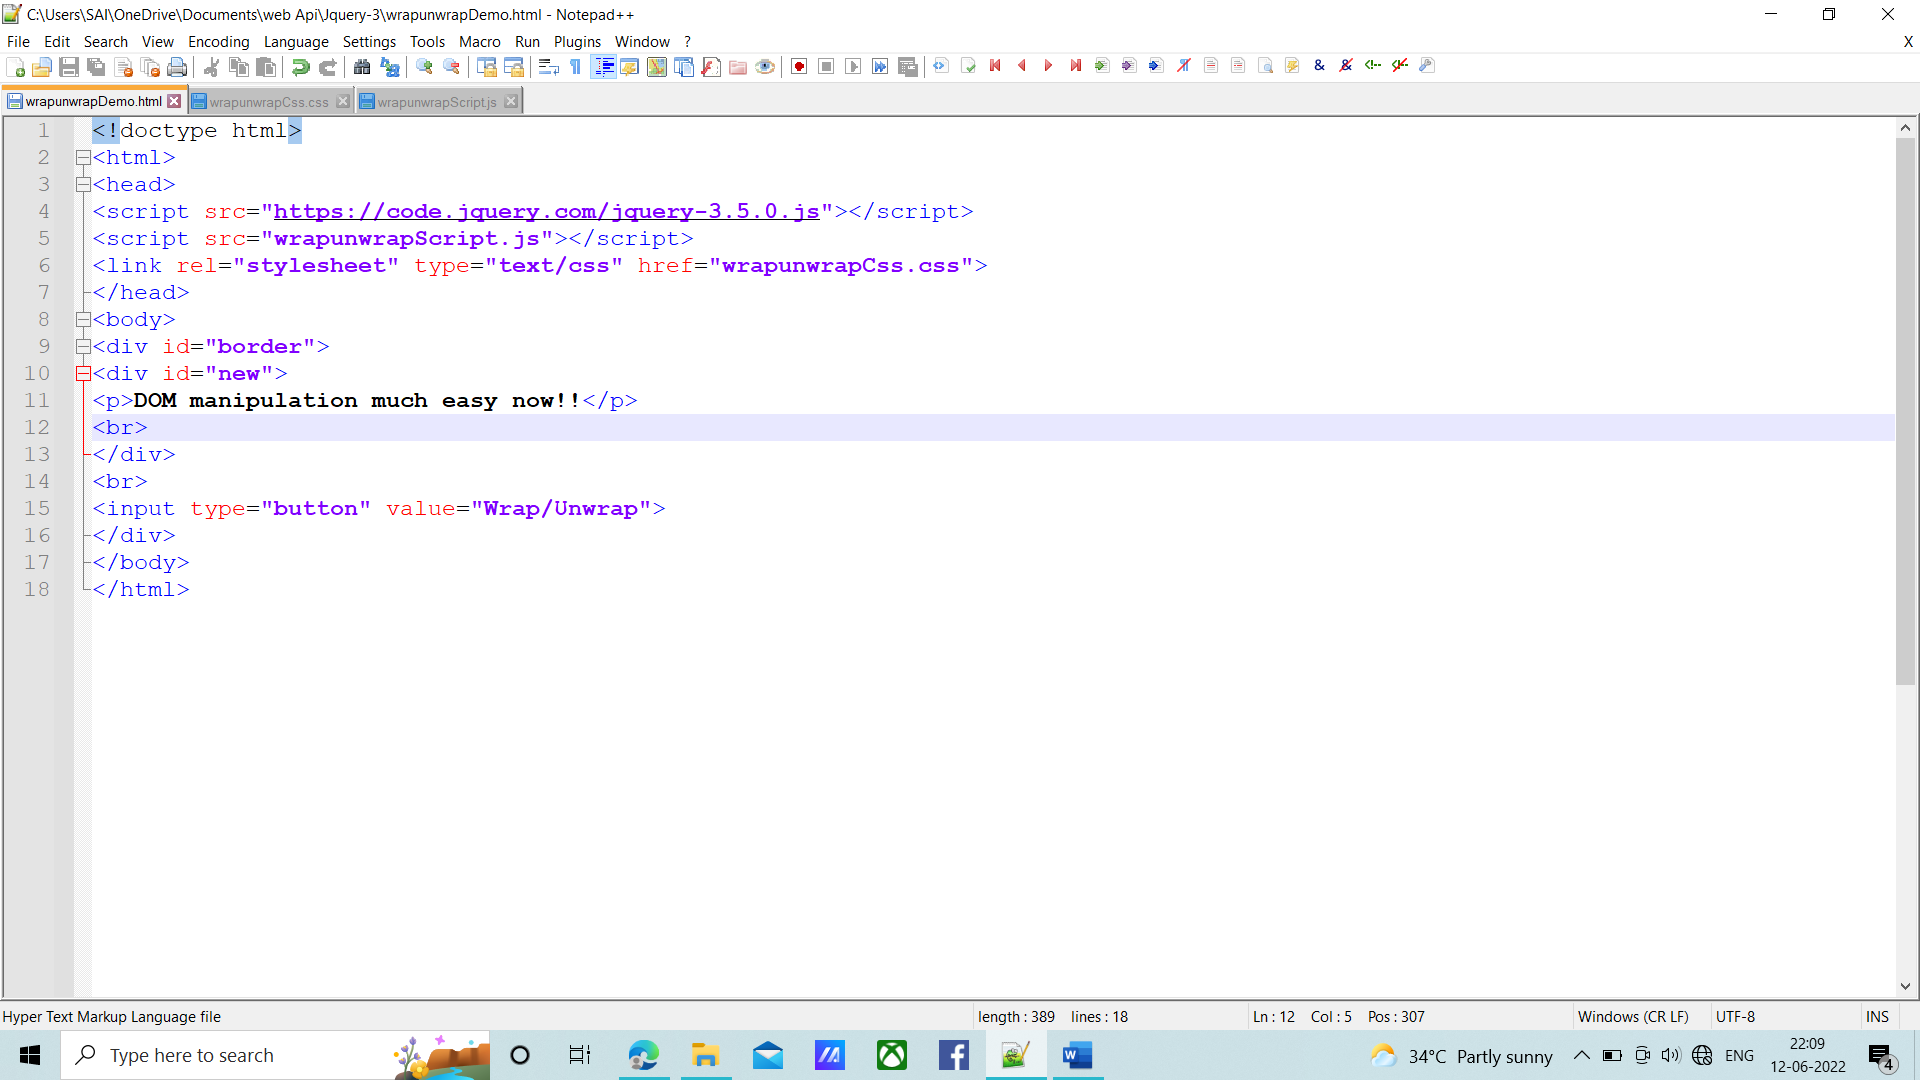 C:\Users\SAI\OneDrive\Documents\web Api\Jquery-3\wrapunwrapDemo.html - Notepad++
File Edit Search View Encoding Language Settings Tools Macro Run Plugins Window ? X
wrapunwrapDemo.html wrapunwrapCss.css wrapunwrapScript.js
1 <!doctype html>
2 <html>
3 <head>
4 <script src="https://code.jquery.com/jquery-3.5.0.js"></script>
5 <script src="wrapunwrapScript.js"></script>
6 <link rel="stylesheet" type="text/css" href="wrapunwrapCss.css">
7 </head>
8 <body>
9 <div id="border">
10 <div id="new">
11 <p>DOM manipulation much easy now!!</p>
12 <br>
13 </div>
14 <br>
15 <input type="button" value="Wrap/Unwrap">
16 </div>
17 </body>
18 </html>
Hyper Text Markup Language file length : 389 lines : 18 Ln : 12 Col : 5 Pos : 307 Windows (CR LF) UTF-8 INS
Type here to search 34°C Partly sunny ENG 22:09
12-06-2022 4